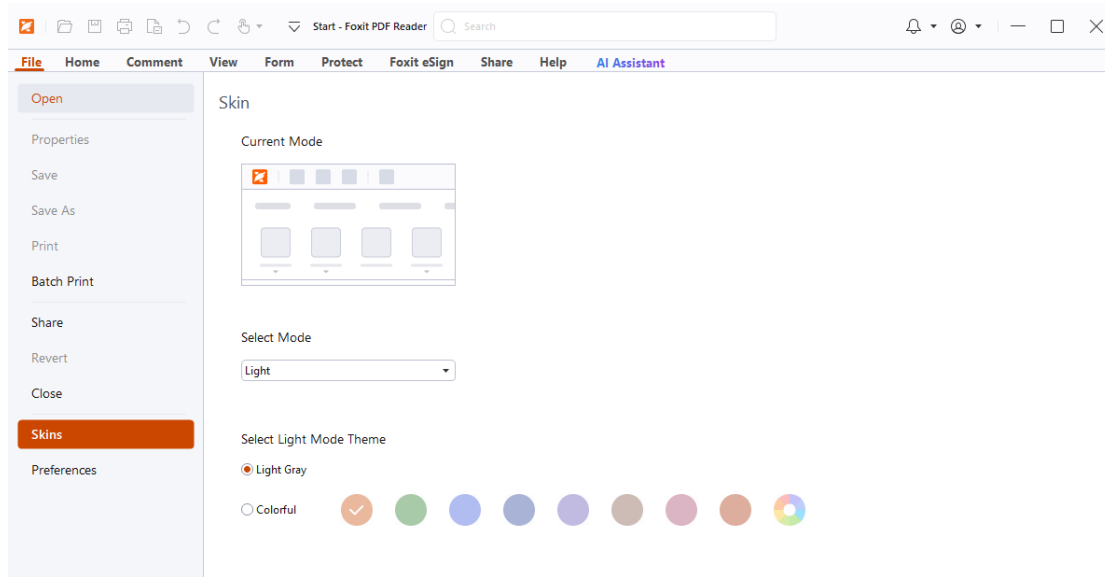 Start - Foxit PDF Reader
Search
File Home Comment View Form Protect Foxit eSign Share Help AI Assistant
Open
Properties
Save
Save As
Print
Batch Print
Share
Revert
Close
Skins
Preferences
Skin
Current Mode
Select Mode
Light
Select Light Mode Theme
Light Gray
Colorful